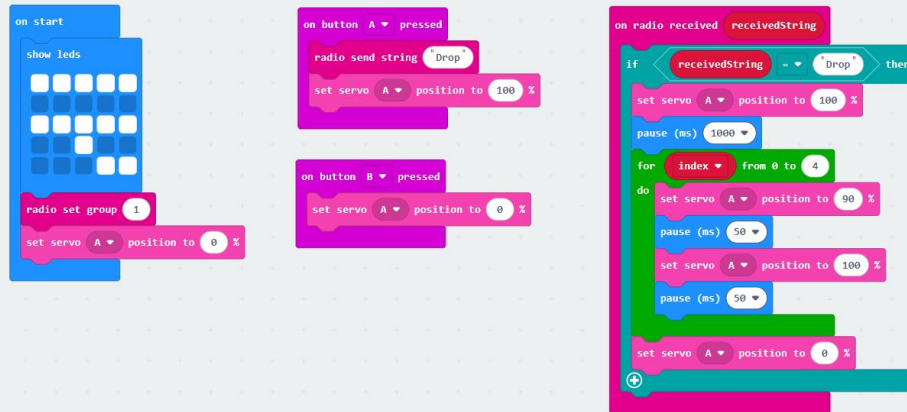 on start
show leds
radio set group 1
set servo A position to 0 %
on button A pressed
radio send string "Drop"
set servo A position to 100 %
on button B pressed
set servo A position to 0 %
on radio received receivedString
if receivedString = "Drop" then
set servo A position to 100 %
pause (ms) 1000
for index from 0 to 4
do
set servo A position to 90 %
pause (ms) 50
set servo A position to 100 %
pause (ms) 50
set servo A position to 0 %